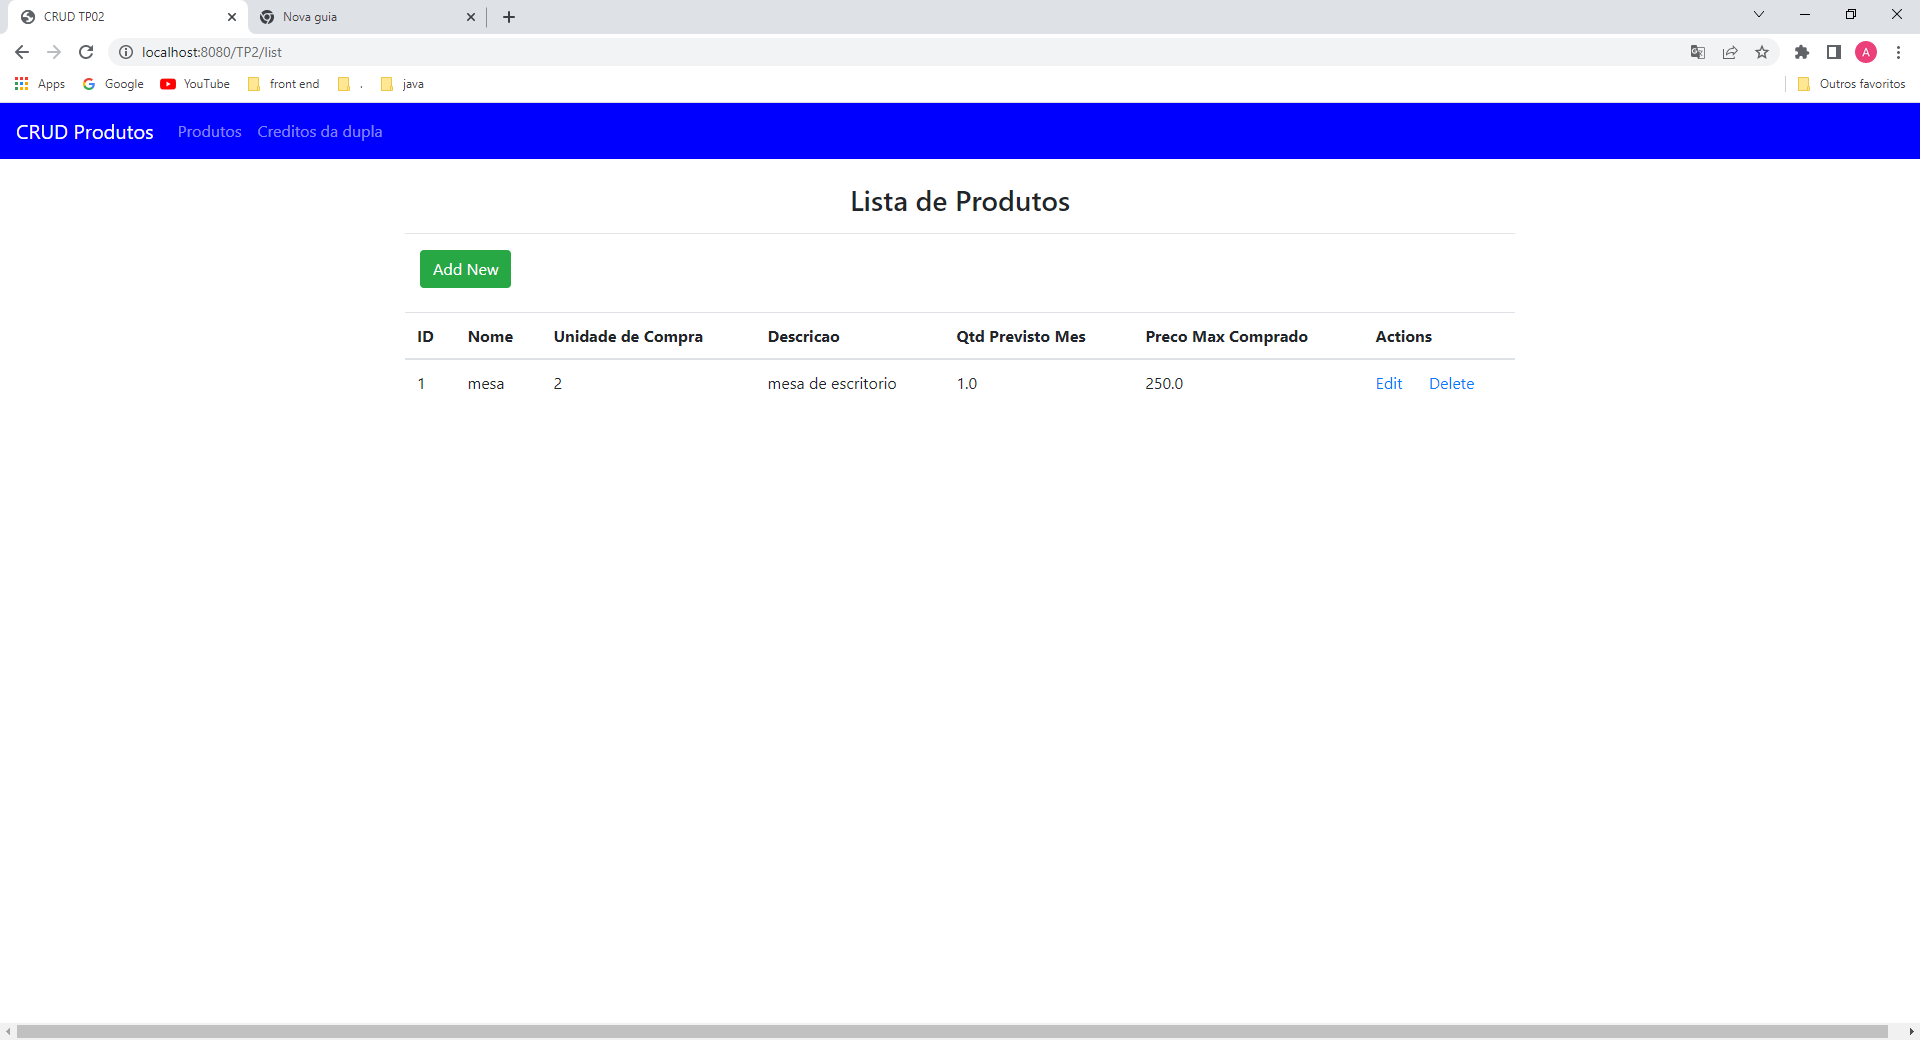 CRUD TP02 Nova guia
localhost:8080/TP2/list A
Apps Google YouTube front end . java Outros favoritos
CRUD Produtos Produtos Creditos da dupla
Lista de Produtos
Add New
ID Nome Unidade de Compra Descricao Qtd Previsto Mes Preco Max Comprado Actions
1 mesa 2 mesa de escritorio 1.0 250.0 Edit Delete